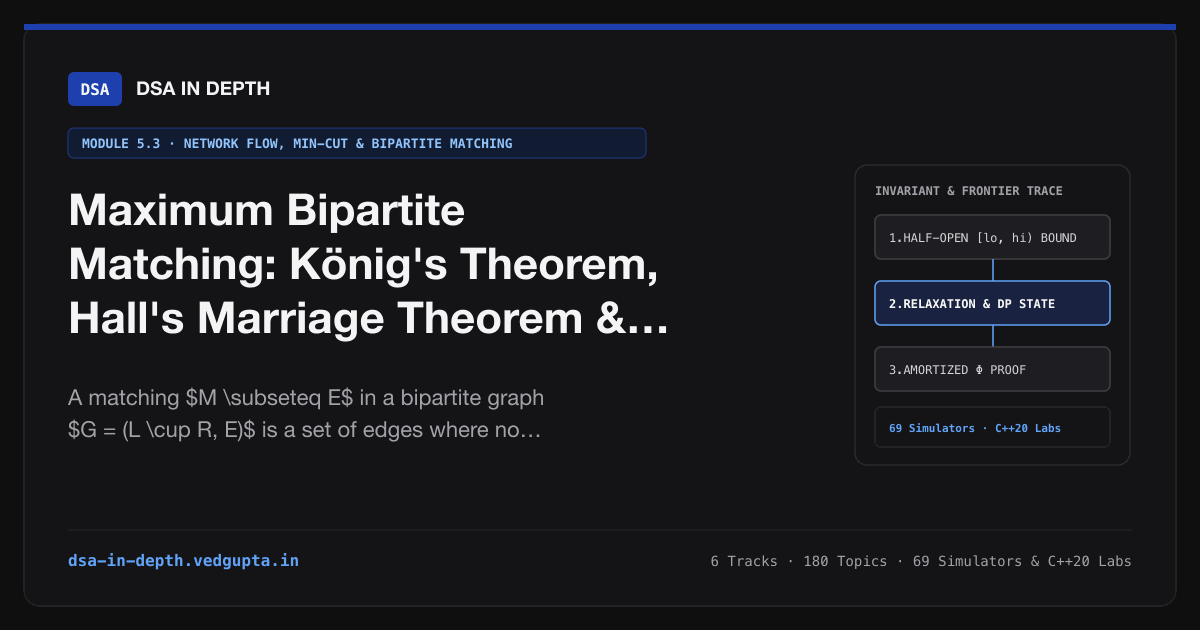 DSA DSA IN DEPTH
MODULE 5.3 · NETWORK FLOW, MIN-CUT & BIPARTITE MATCHING
Maximum Bipartite
Matching: König's Theorem,
Hall's Marriage Theorem &...
A matching $M \subseteq E$ in a bipartite graph
$G = (L \cup R, E)$ is a set of edges where no...
INVARIANT & FRONTIER TRACE
1.HALF-OPEN [lo, hi) BOUND
2.RELAXATION & DP STATE
3.AMORTIZED Φ PROOF
69 Simulators · C++20 Labs
dsa-in-depth.vedgupta.in
6 Tracks · 180 Topics · 69 Simulators & C++20 Labs